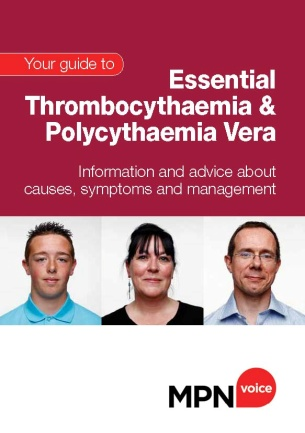 Your guide to
Essential
Thrombocythaemia &
Polycythaemia Vera
Information and advice about
causes, symptoms and management
MPN voice